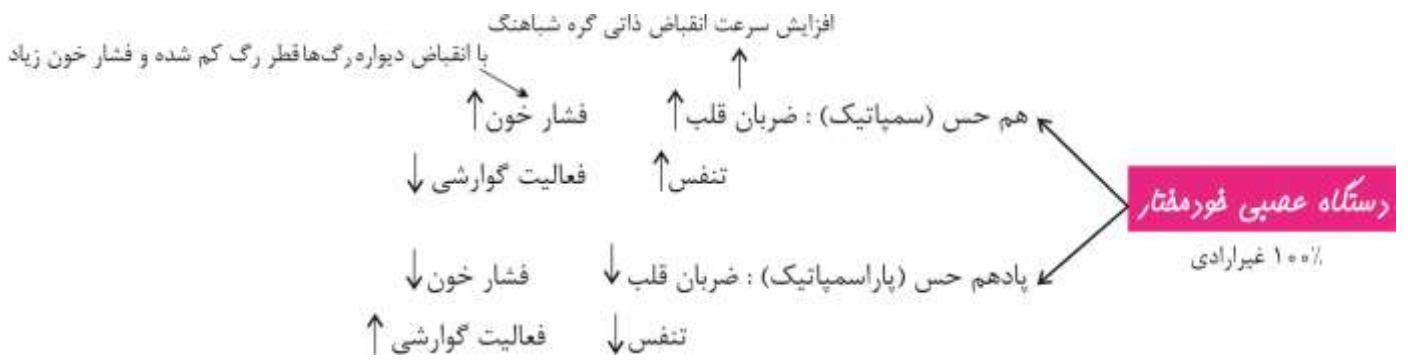 افزایش سرعت انقباض ذاتی گره شباهنگ
با انقباض دیواره رگ‌ها قطر رگ کم شده و فشار خون زیاد
هم حس (سمپاتیک) : ضربان قلب ↑ فشار خون ↑
تنفس ↑ فعالیت گوارشی ↓
دستگاه عصبی خودمختار
۱۰۰٪ غیرارادی
پادهم حس (پاراسمپاتیک) : ضربان قلب ↓ فشار خون ↓
تنفس ↓ فعالیت گوارشی ↑